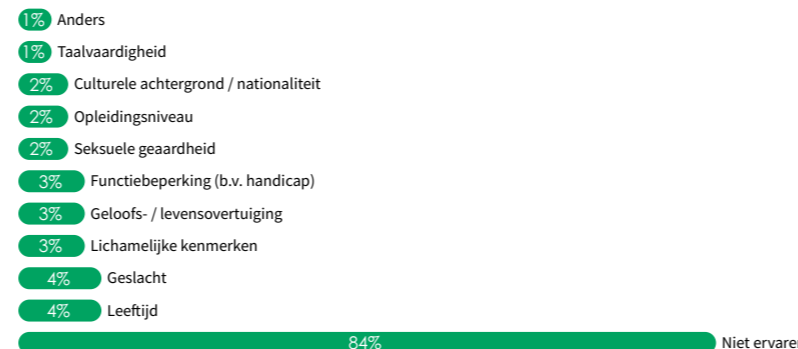 1% Anders
1% Taalvaardigheid
2% Culturele achtergrond / nationaliteit
2% Opleidingsniveau
2% Seksuele geaardheid
3% Functiebeperking (b.v. handicap)
3% Geloofs- / levensovertuiging
3% Lichamelijke kenmerken
4% Geslacht
4% Leeftijd
84% Niet